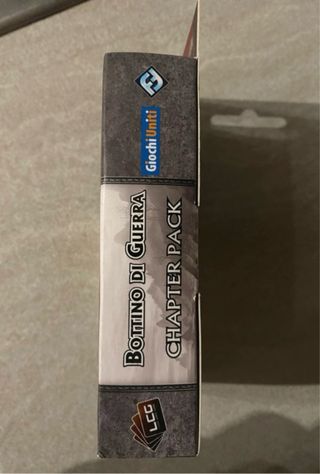 LCG
BOTTINO DI GUERRA
CHAPTER PACK
Giochi Uniti